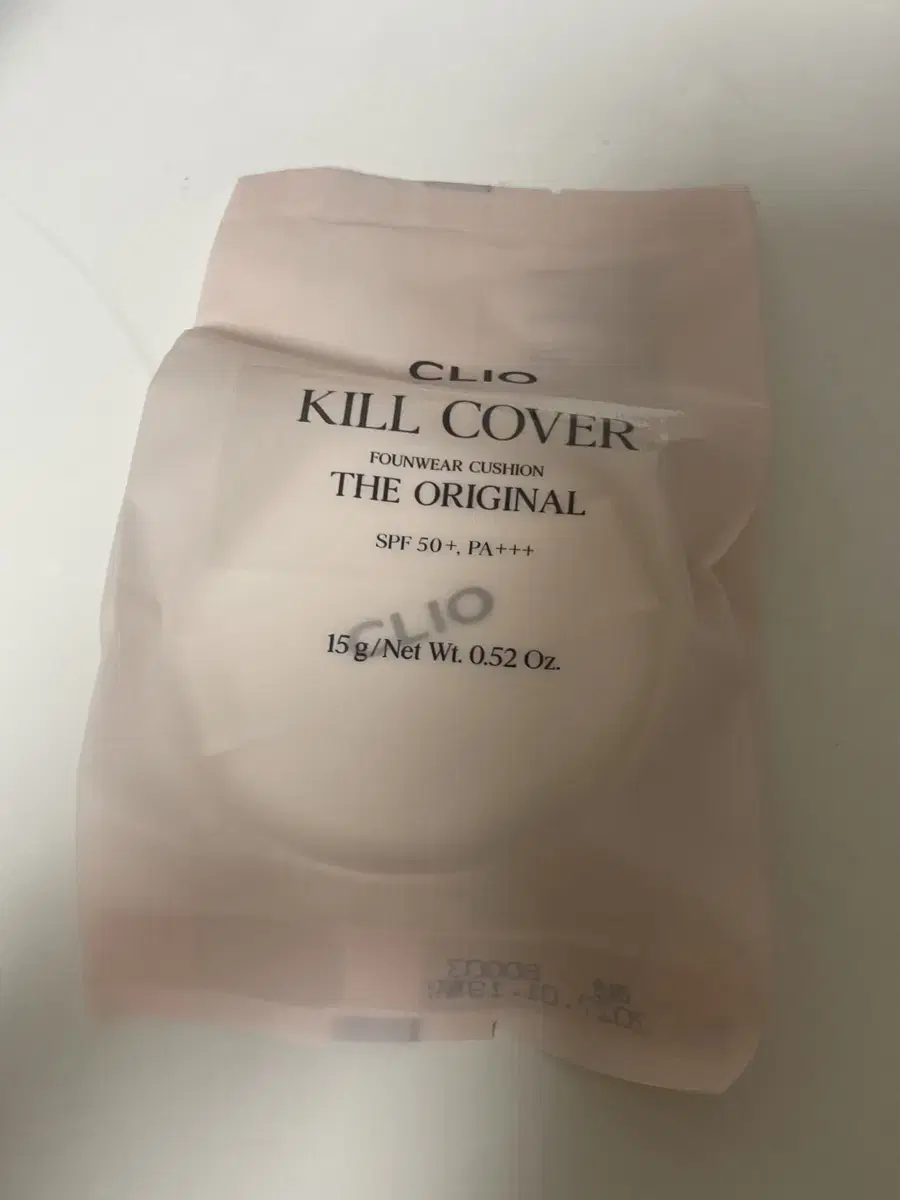 CLIO
KILL COVER
FOUNWEAR CUSHION
THE ORIGINAL
SPF 50+, PA+++
CLIO
15 g/Net Wt. 0.52 Oz.